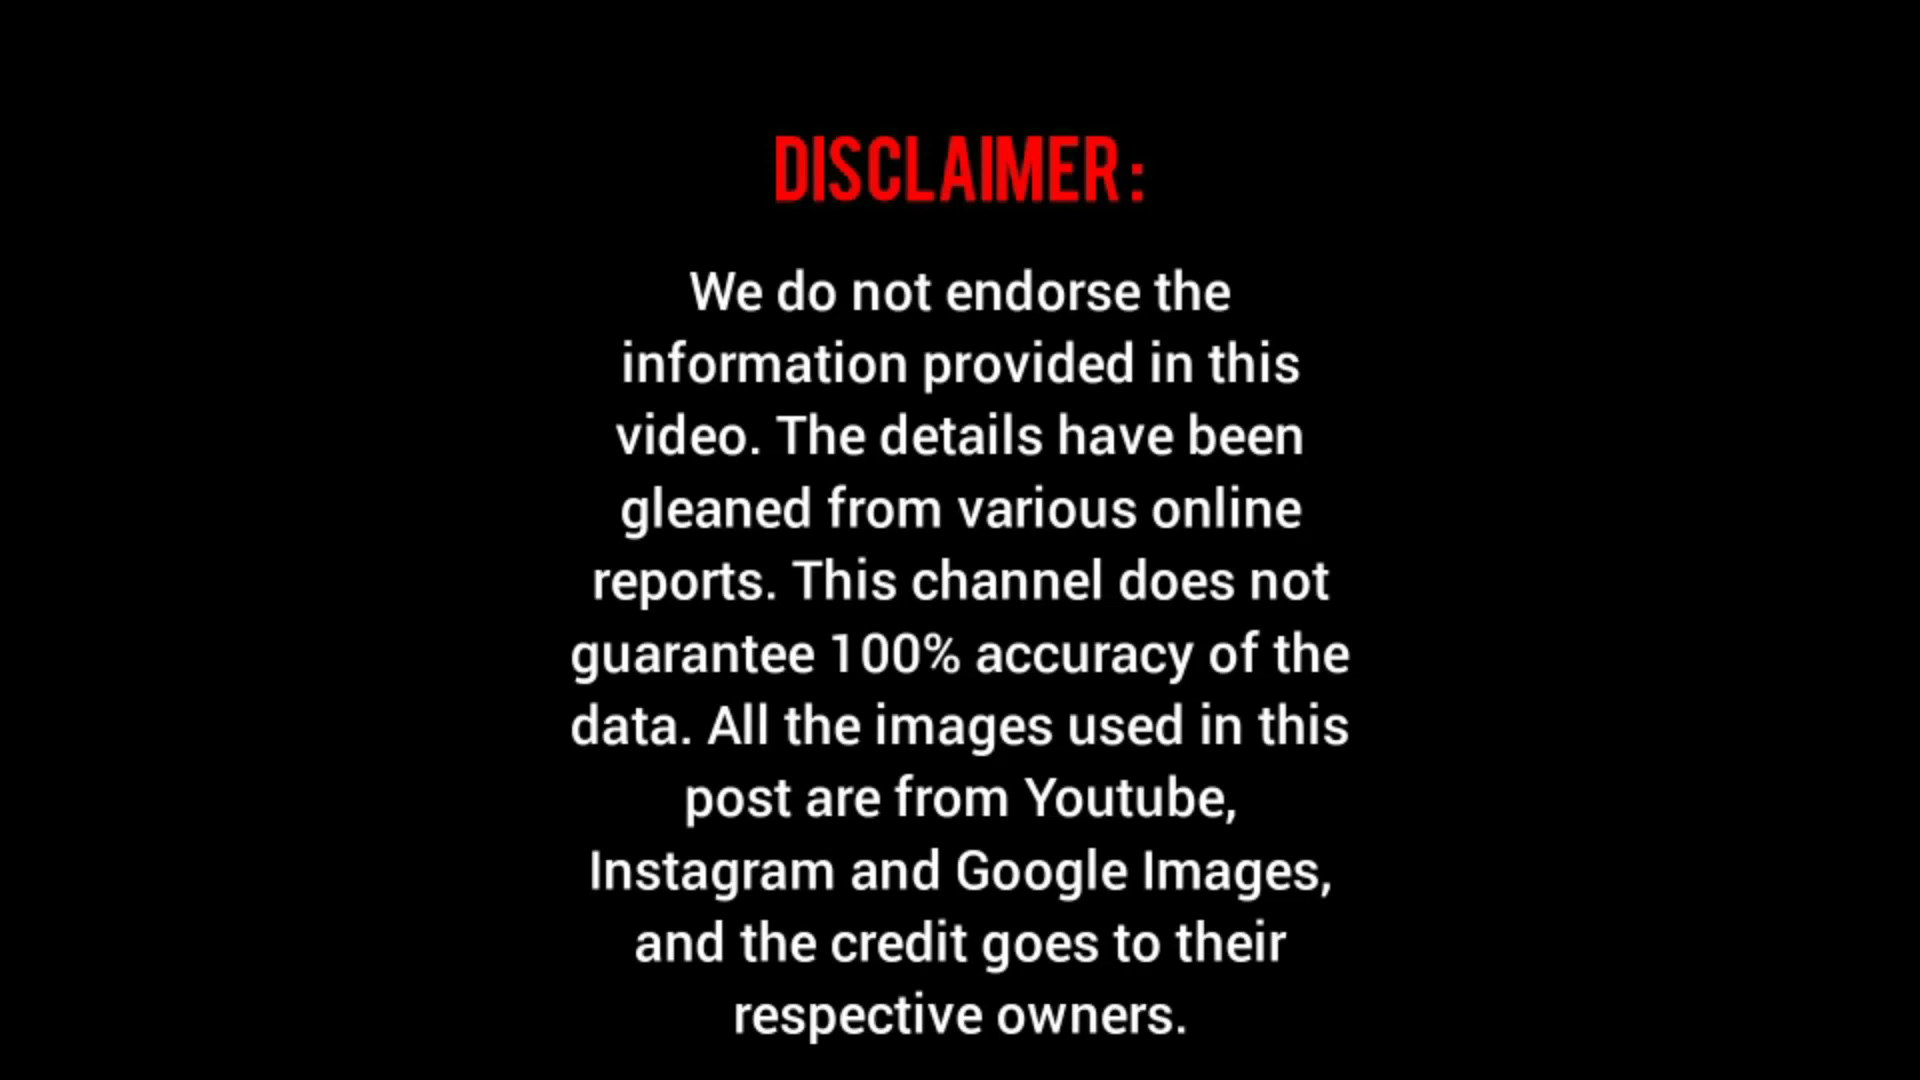 DISCLAIMER:
We do not endorse the
information provided in this
video. The details have been
gleaned from various online
reports. This channel does not
guarantee 100% accuracy of the
data. All the images used in this
post are from Youtube,
Instagram and Google Images,
and the credit goes to their
respective owners.